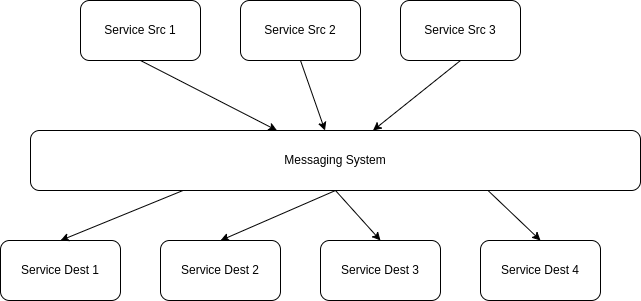 Service Src 1
Service Src 2
Service Src 3
Messaging System
Service Dest 1
Service Dest 2
Service Dest 3
Service Dest 4